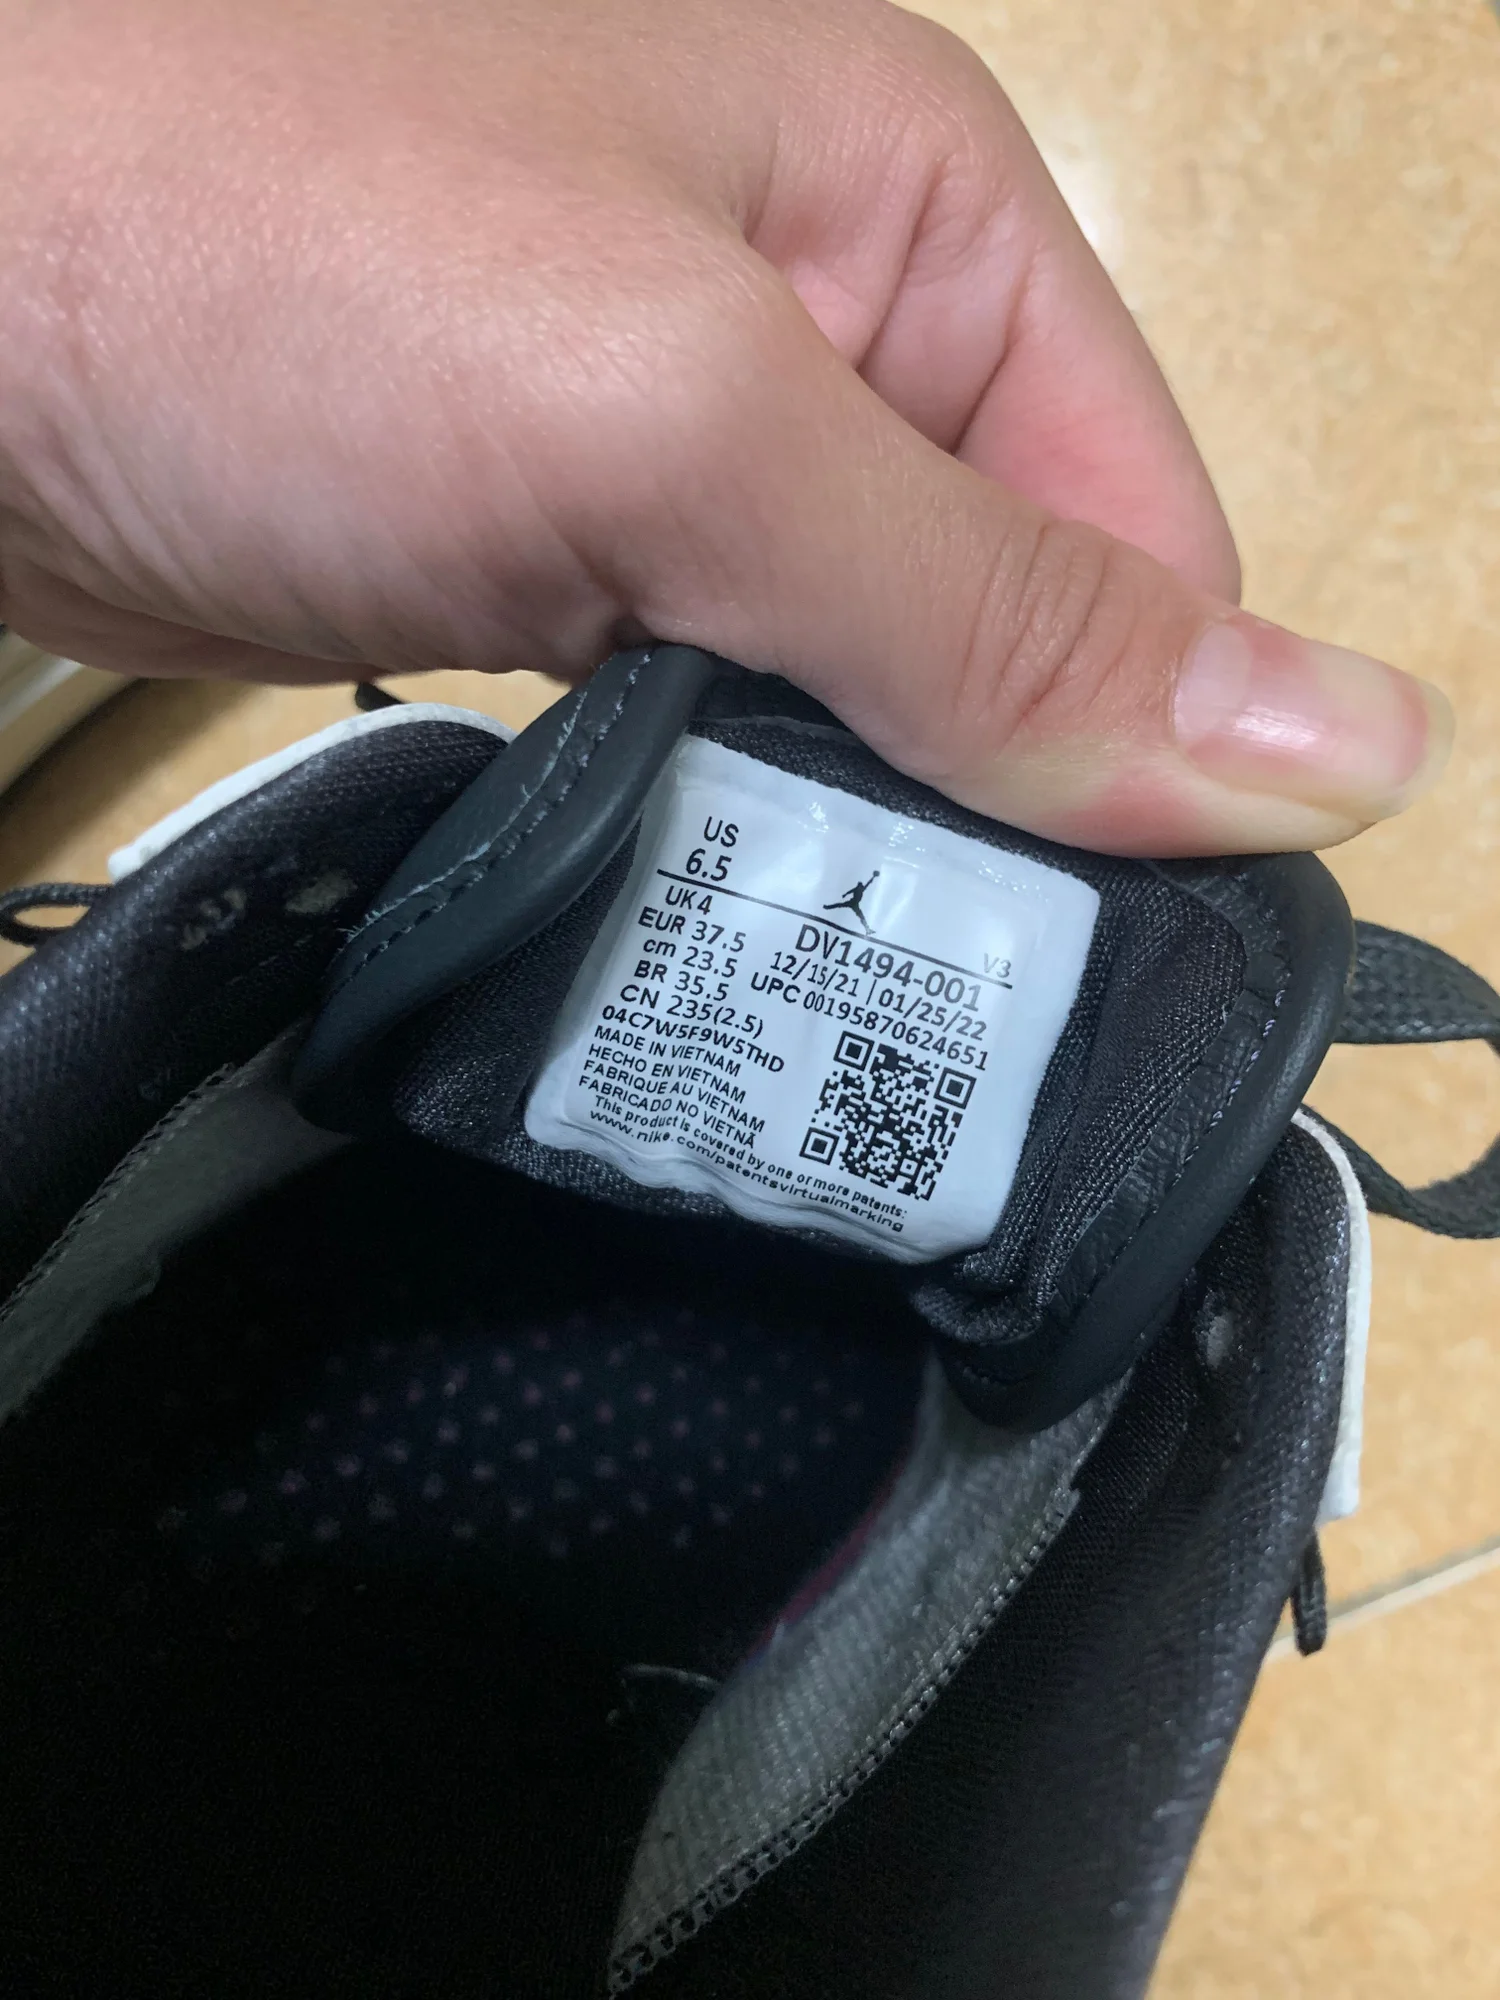 US
6.5
UK 4
EUR 37.5
cm 23.5
BR 35.5
CN 235(2.5)
V3
DV1494-001
12/15/21 | 01/25/22
UPC 00195870624651
04C7W5F9W5THD
MADE IN VIETNAM
HECHO EN VIETNAM
FABRIQUE AU VIETNAM
FABRICADO NO VIETNÃ
This product is covered by one or more patents:
www.nike.com/patentsvirtualmarking